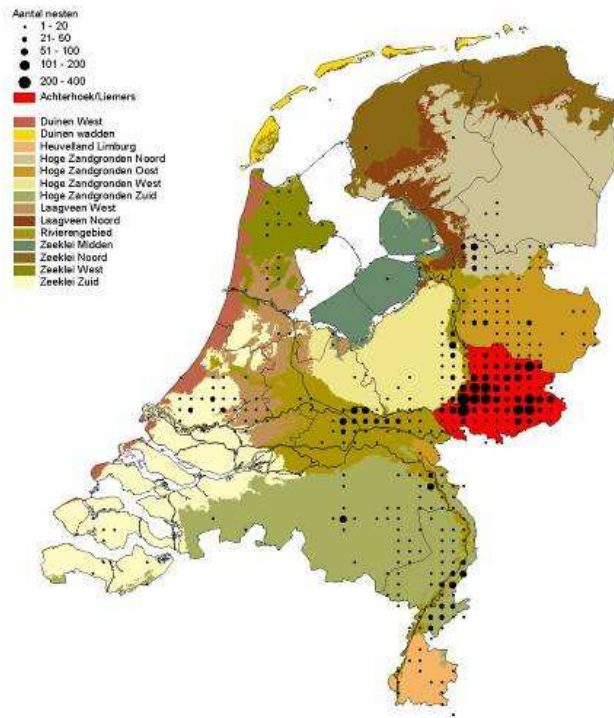 Aantal nesten
1 - 20
21- 50
51 - 100
101 - 200
200 - 400
Achterhoek/Liemers
Duinen West
Duinen wadden
Heuvelland Limburg
Hoge Zandgronden Noord
Hoge Zandgronden Oost
Hoge Zandgronden West
Hoge Zandgronden Zuid
Laagveen West
Laagveen Noord
Rivierengebied
Zeeklei Midden
Zeeklei Noord
Zeeklei West
Zeeklei Zuid